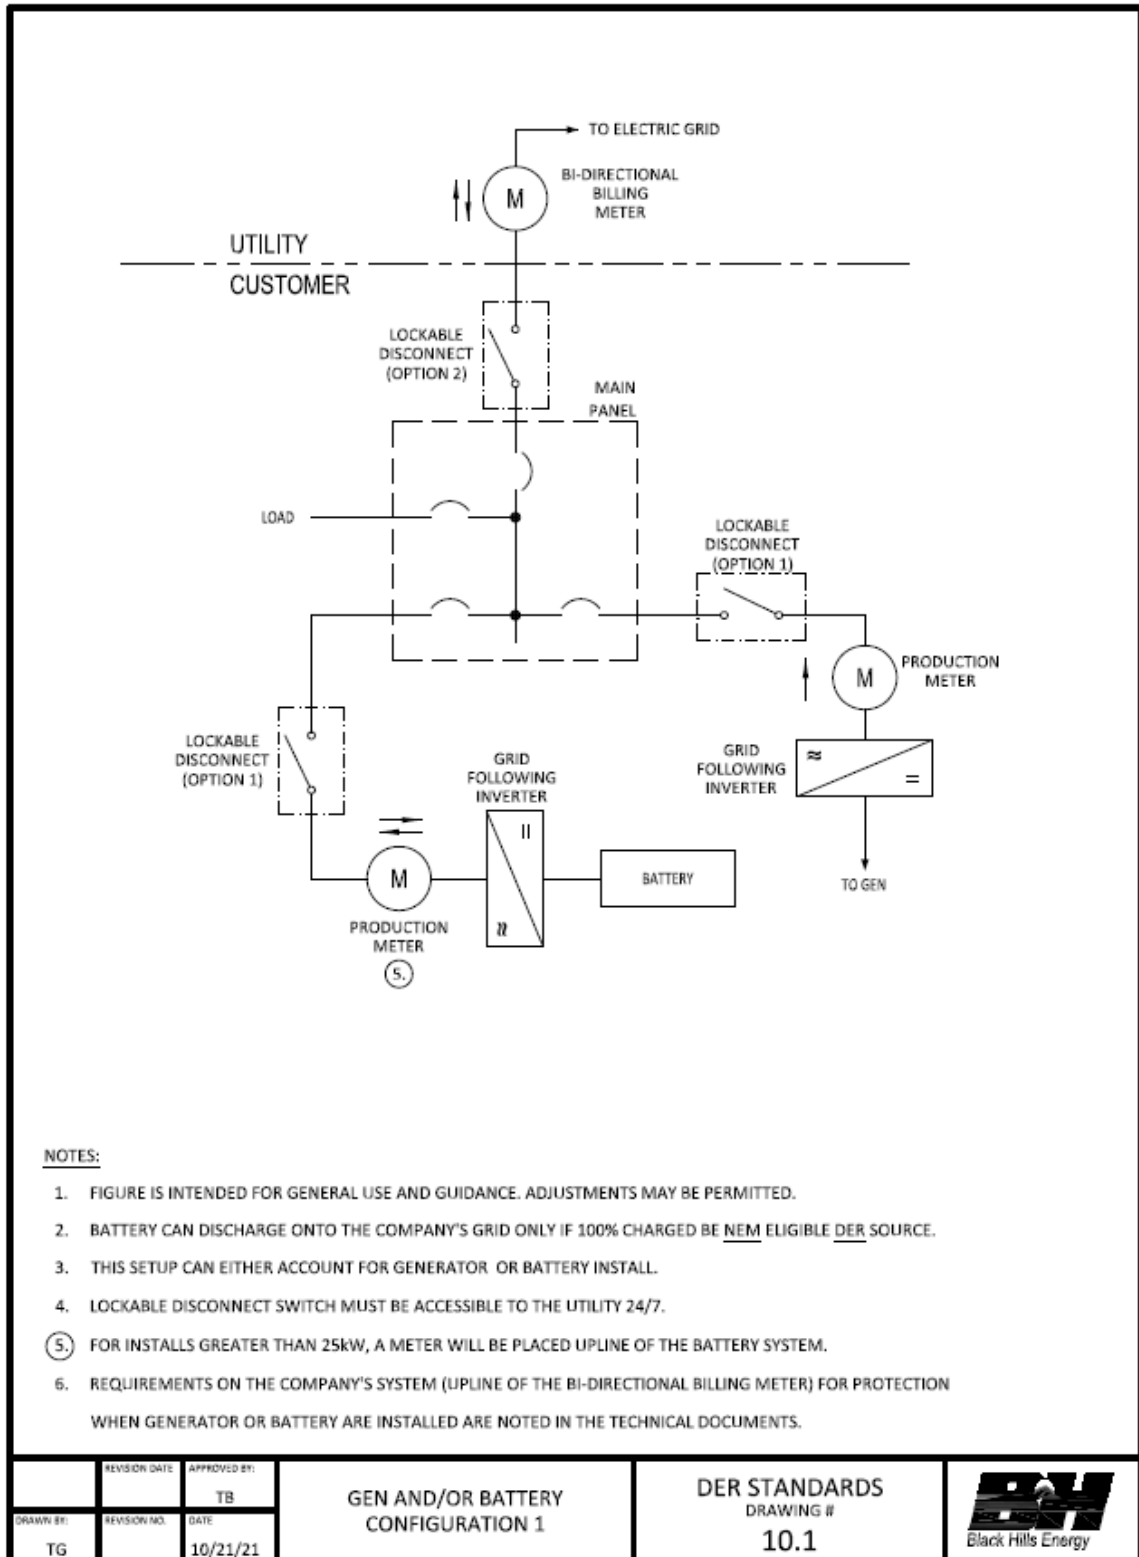 TO ELECTRIC GRID
BI-DIRECTIONAL
BILLING
METER
M
UTILITY
CUSTOMER
LOCKABLE
DISCONNECT
(OPTION 2)
MAIN
PANEL
LOAD
LOCKABLE
DISCONNECT
(OPTION 1)
M
PRODUCTION
METER
LOCKABLE
DISCONNECT
(OPTION 1)
GRID
FOLLOWING
INVERTER
≈
=
GRID
FOLLOWING
INVERTER
=
≈
M
BATTERY
TO GEN
PRODUCTION
METER
5.
NOTES:
1. FIGURE IS INTENDED FOR GENERAL USE AND GUIDANCE. ADJUSTMENTS MAY BE PERMITTED.
2. BATTERY CAN DISCHARGE ONTO THE COMPANY'S GRID ONLY IF 100% CHARGED BE NEM ELIGIBLE DER SOURCE.
3. THIS SETUP CAN EITHER ACCOUNT FOR GENERATOR OR BATTERY INSTALL.
4. LOCKABLE DISCONNECT SWITCH MUST BE ACCESSIBLE TO THE UTILITY 24/7.
5. FOR INSTALLS GREATER THAN 25kW, A METER WILL BE PLACED UPLINE OF THE BATTERY SYSTEM.
6. REQUIREMENTS ON THE COMPANY'S SYSTEM (UPLINE OF THE BI-DIRECTIONAL BILLING METER) FOR PROTECTION
WHEN GENERATOR OR BATTERY ARE INSTALLED ARE NOTED IN THE TECHNICAL DOCUMENTS.
REVISION DATE
APPROVED BY:
TB
DRAWN BY:
TG
REVISION NO.
DATE
10/21/21
GEN AND/OR BATTERY
CONFIGURATION 1
DER STANDARDS
DRAWING #
10.1
BH
Black Hills Energy